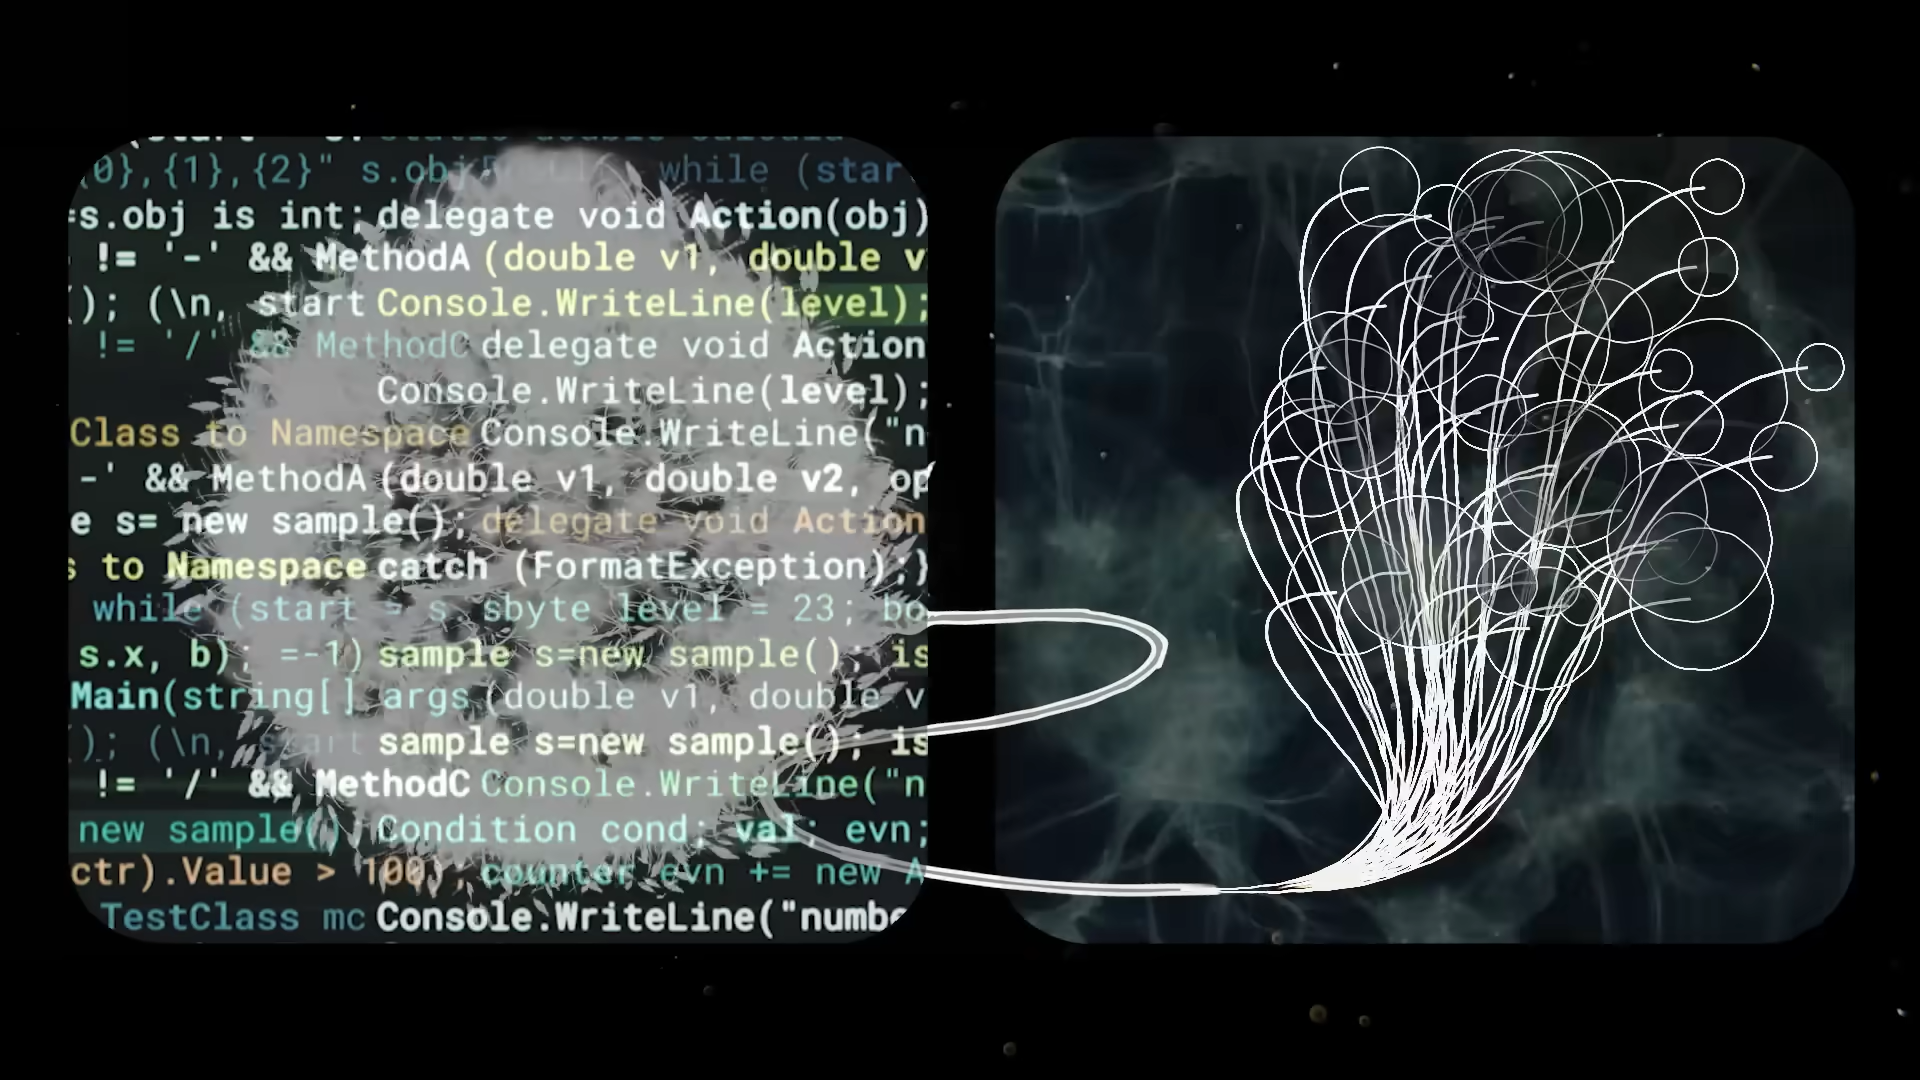 {0},{1},{2}" s.obj while (star
=s.obj is int; delegate void Action(obj)
!= '-' && MethodA (double v1, double v
(); (\n, start Console.WriteLine(level);
!= '/' && MethodC delegate void Action
Console.WriteLine(level);
Class to Namespace Console.WriteLine("n
-' && MethodA (double v1, double v2, op
e s= new sample(); delegate void Action
s to Namespace catch (FormatException);}
while (start = s sbyte level = 23; bo
s.x, b); =-1) sample s=new sample(); is
Main(string[] args (double v1, double v
(); (\n, start sample s=new sample(); is
!= '/' && MethodC Console.WriteLine("n
new sample(), Condition cond; val; evn;
ctr).Value > 100); counter evn += new A
TestClass mc Console.WriteLine("numbe